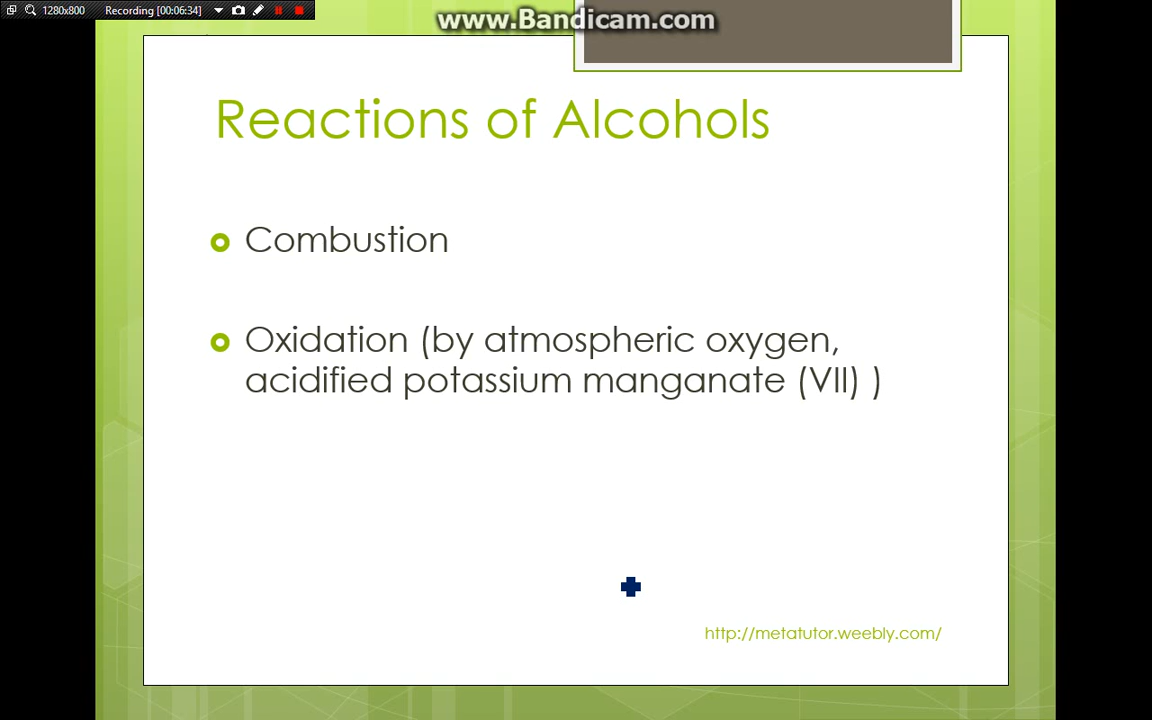 1280x800 Recording [00:06:34]
www.Bandicam.com
Reactions of Alcohols
Combustion
Oxidation (by atmospheric oxygen,
acidified potassium manganate (VII) )
http://metatutor.weebly.com/